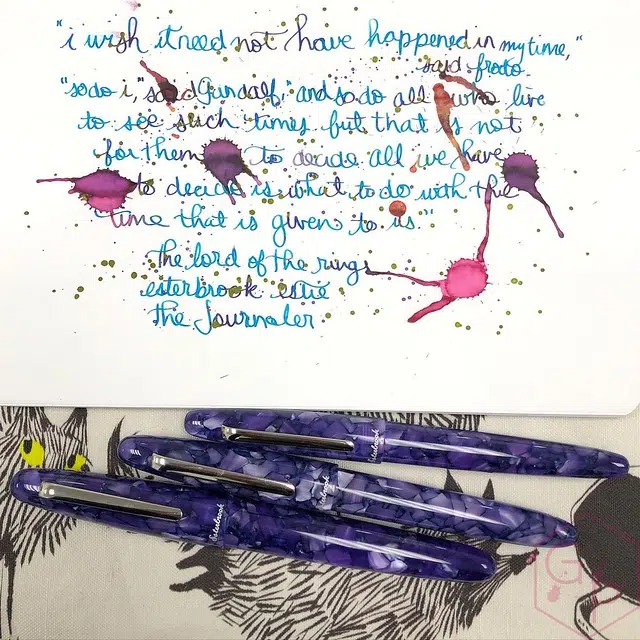 "i wish it need not have happened in my time,"
said frodo.
"so do i," said Gandalf, "and so do all who live
to see such times. but that is not
for them to decide all we have
to decide is what to do with the
time that is given to us."
the lord of the rings
esterbrook estie
the Journaler
Esterbrook
Esterbrook
Esterbrook